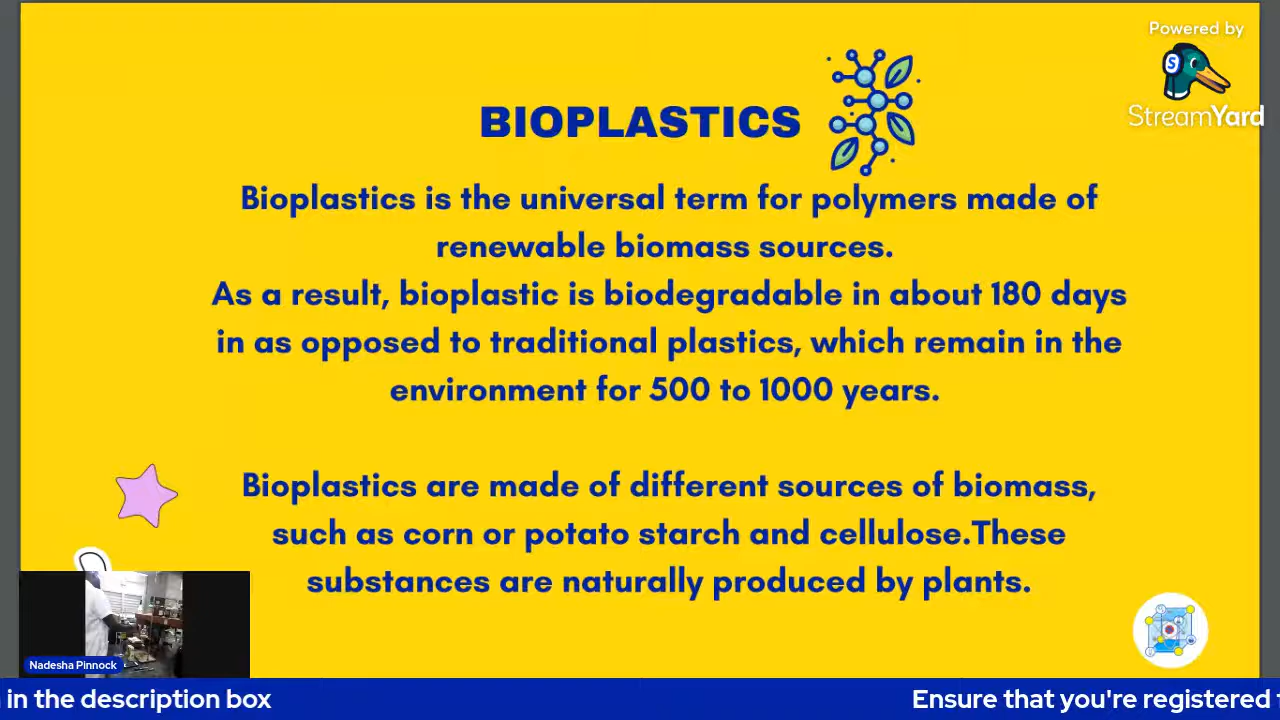 Powered by
StreamYard
BIOPLASTICS
Bioplastics is the universal term for polymers made of
renewable biomass sources.
As a result, bioplastic is biodegradable in about 180 days
in as opposed to traditional plastics, which remain in the
environment for 500 to 1000 years.
Bioplastics are made of different sources of biomass,
such as corn or potato starch and cellulose.These
substances are naturally produced by plants.
Nadesha Pinnock
in the description box
Ensure that you're registered